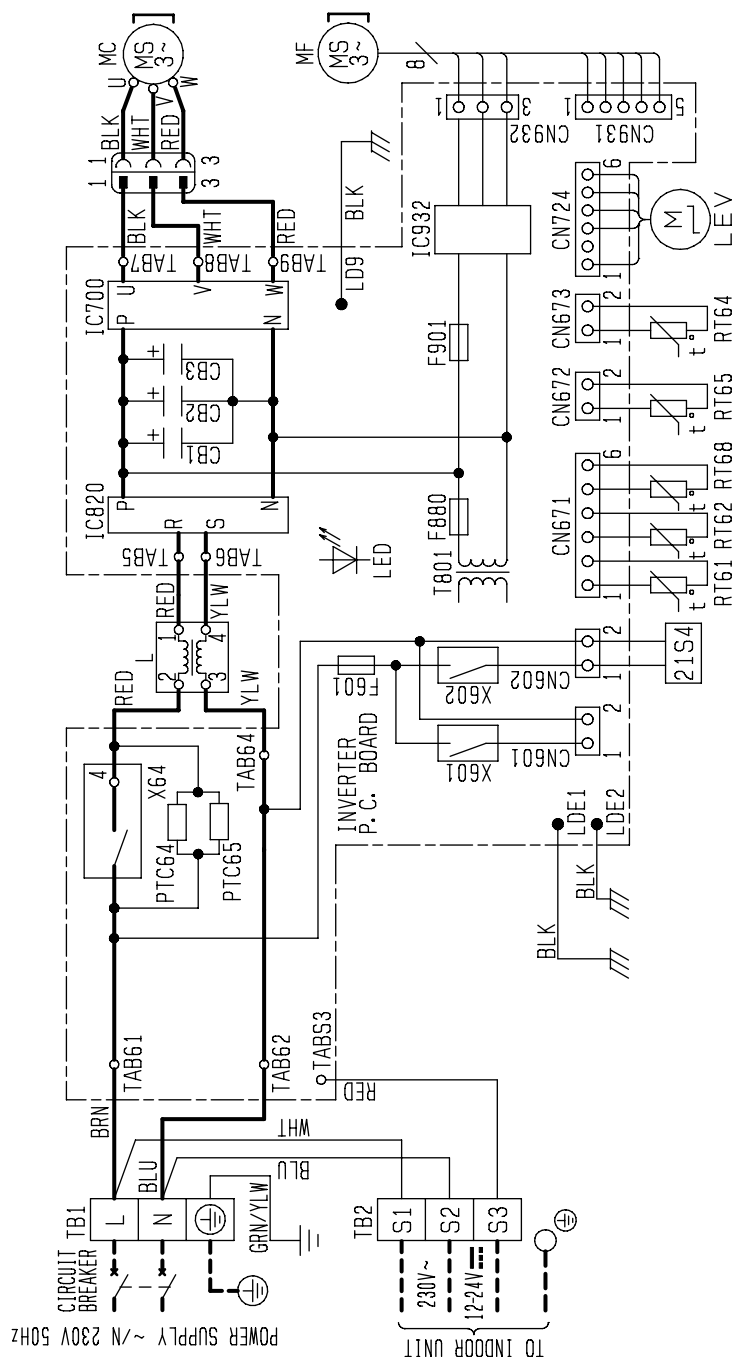 MC
MS
3~
U
V
W
BLK
WHT
RED
1
1
3
3
BLK
WHT
RED
TAB7
TAB8
TAB9
IC700
P
U
V
N
W
+
CB3
+
CB2
+
CB1
IC820
P
N
R
S
TAB5
TAB6
RED
YLW
L
1
4
2
3
RED
YLW
4
X64
PTC64
PTC65
TAB64
TAB61
TAB62
TABS3
RED
BRN
BLU
WHT
BLU
TB1
L
N
GRN/YLW
CIRCUIT
BREAKER
POWER SUPPLY ~/N 230V 50Hz
MF
MS
3~
8
1
3
CN932
1
5
CN931
BLK
LD9
IC932
F901
F880
T801
LED
CN724
6
1
M
LEV
CN673
2
1
t°
RT64
CN672
2
1
t°
RT65
CN671
6
1
t°
RT68
t°
RT62
t°
RT61
F601
X602
CN602
2
1
21S4
X601
CN601
2
1
INVERTER
P.C. BOARD
LDE1
LDE2
BLK
BLK
TB2
S1
S2
S3
230V~
12-24V
TO INDOOR UNIT